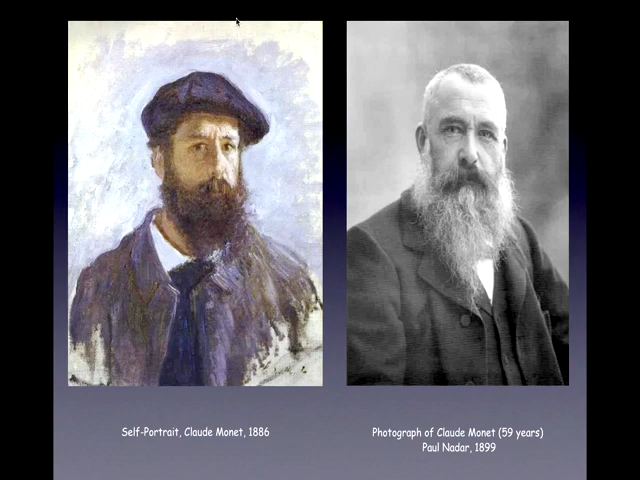 Self-Portrait, Claude Monet, 1886
Photograph of Claude Monet (59 years)
Paul Nadar, 1899